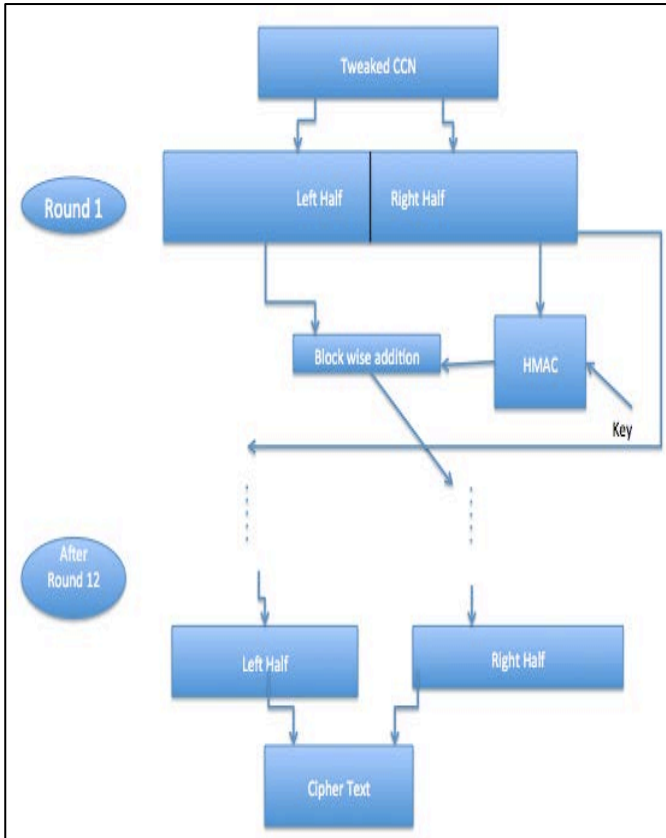 Tweaked CCN
Left Half
Right Half
Round 1
Block wise addition
HMAC
Key
After
Round 12
Left Half
Right Half
Cipher Text